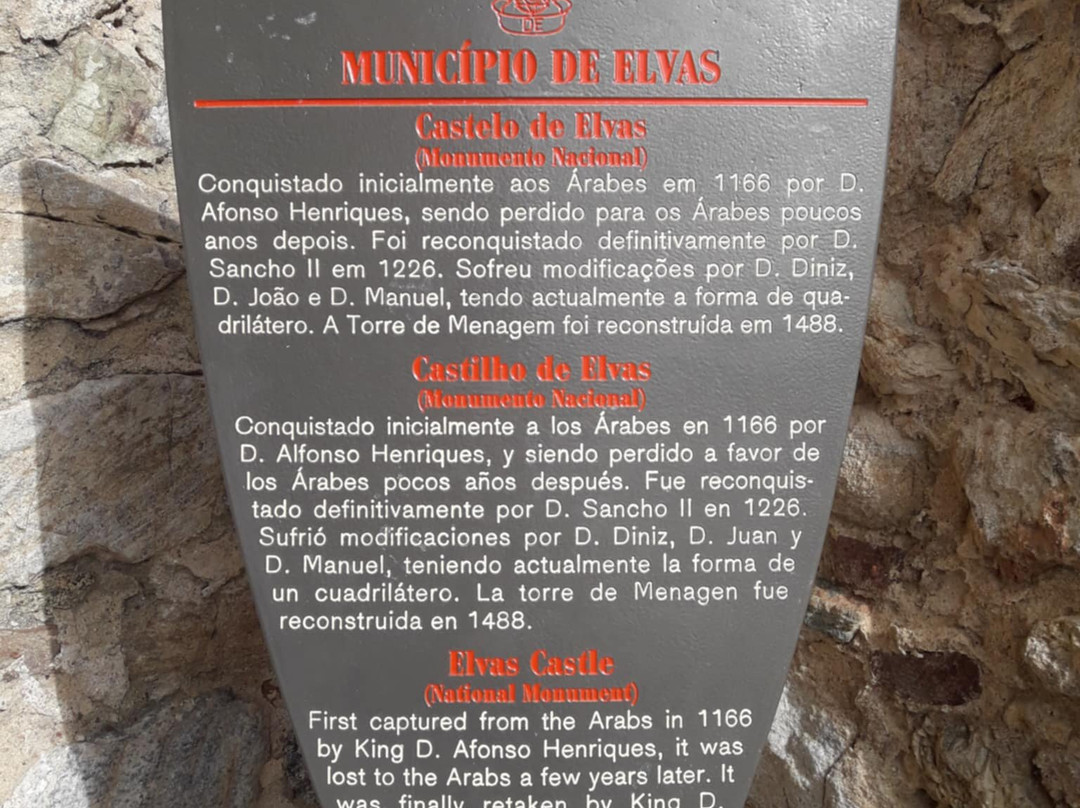 DE
MUNICÍPIO DE ELVAS
Castelo de Elvas
(Monumento Nacional)
Conquistado inicialmente aos Árabes em 1166 por D.
Afonso Henriques, sendo perdido para os Árabes poucos
anos depois. Foi reconquistado definitivamente por D.
Sancho II em 1226. Sofreu modificações por D. Diniz,
D. João e D. Manuel, tendo actualmente a forma de qua-
drilátero. A Torre de Menagem foi reconstruída em 1488.
Castilho de Elvas
(Monumento Nacional)
Conquistado inicialmente a los Árabes en 1166 por
D. Alfonso Henriques, y siendo perdido a favor de
los Árabes pocos años después. Fue reconquis-
tado definitivamente por D. Sancho II en 1226.
Sufrió modificaciones por D. Diniz, D. Juan y
D. Manuel, teniendo actualmente la forma de
un cuadrilátero. La torre de Menagen fue
reconstruida en 1488.
Elvas Castle
(National Monument)
First captured from the Arabs in 1166
by King D. Afonso Henriques, it was
lost to the Arabs a few years later. It
was finally retaken by King D.